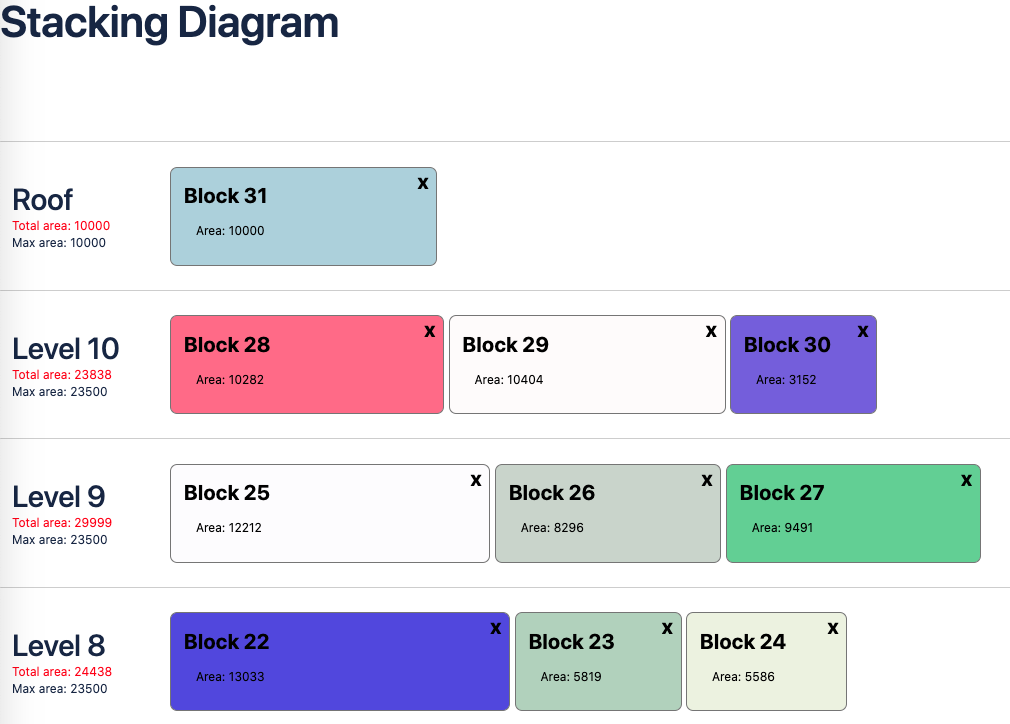 Stacking Diagram
Roof
Total area: 10000
Max area: 10000
Block 31
X
Area: 10000
Level 10
Total area: 23838
Max area: 23500
Block 28
X
Area: 10282
Block 29
X
Area: 10404
Block 30
X
Area: 3152
Level 9
Total area: 29999
Max area: 23500
Block 25
X
Area: 12212
Block 26
X
Area: 8296
Block 27
X
Area: 9491
Level 8
Total area: 24438
Max area: 23500
Block 22
X
Area: 13033
Block 23
X
Area: 5819
Block 24
X
Area: 5586